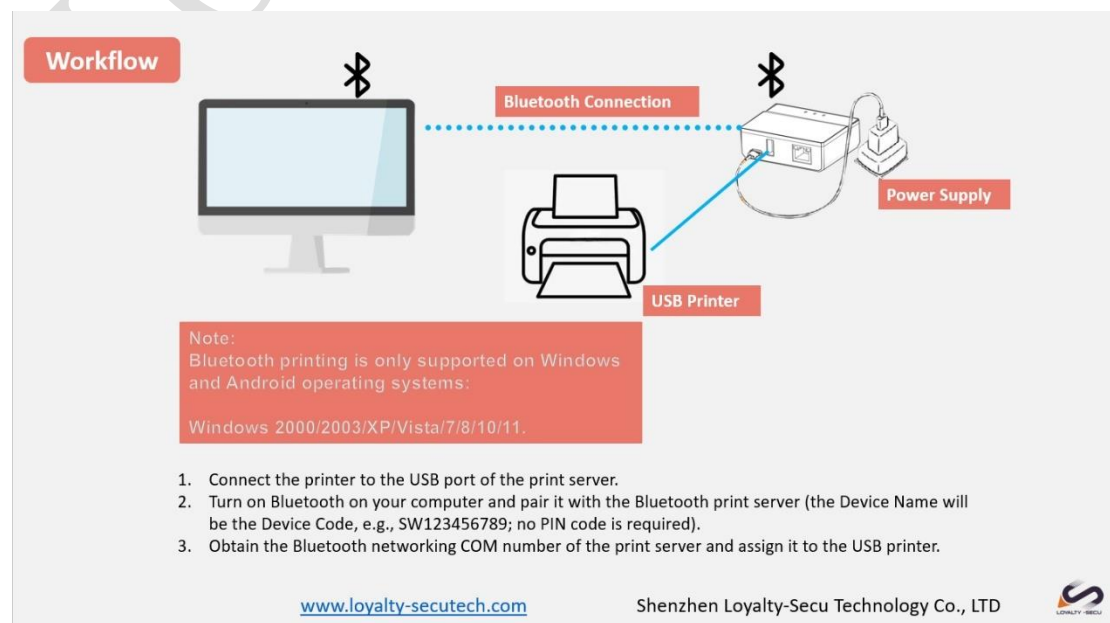 Workflow
Bluetooth Connection
Power Supply
USB Printer
Note:
Bluetooth printing is only supported on Windows
and Android operating systems:
Windows 2000/2003/XP/Vista/7/8/10/11.
1. Connect the printer to the USB port of the print server.
2. Turn on Bluetooth on your computer and pair it with the Bluetooth print server (the Device Name will
be the Device Code, e.g., SW123456789; no PIN code is required).
3. Obtain the Bluetooth networking COM number of the print server and assign it to the USB printer.
www.loyalty-secutech.com
Shenzhen Loyalty-Secu Technology Co., LTD
LOYALTY-SECU